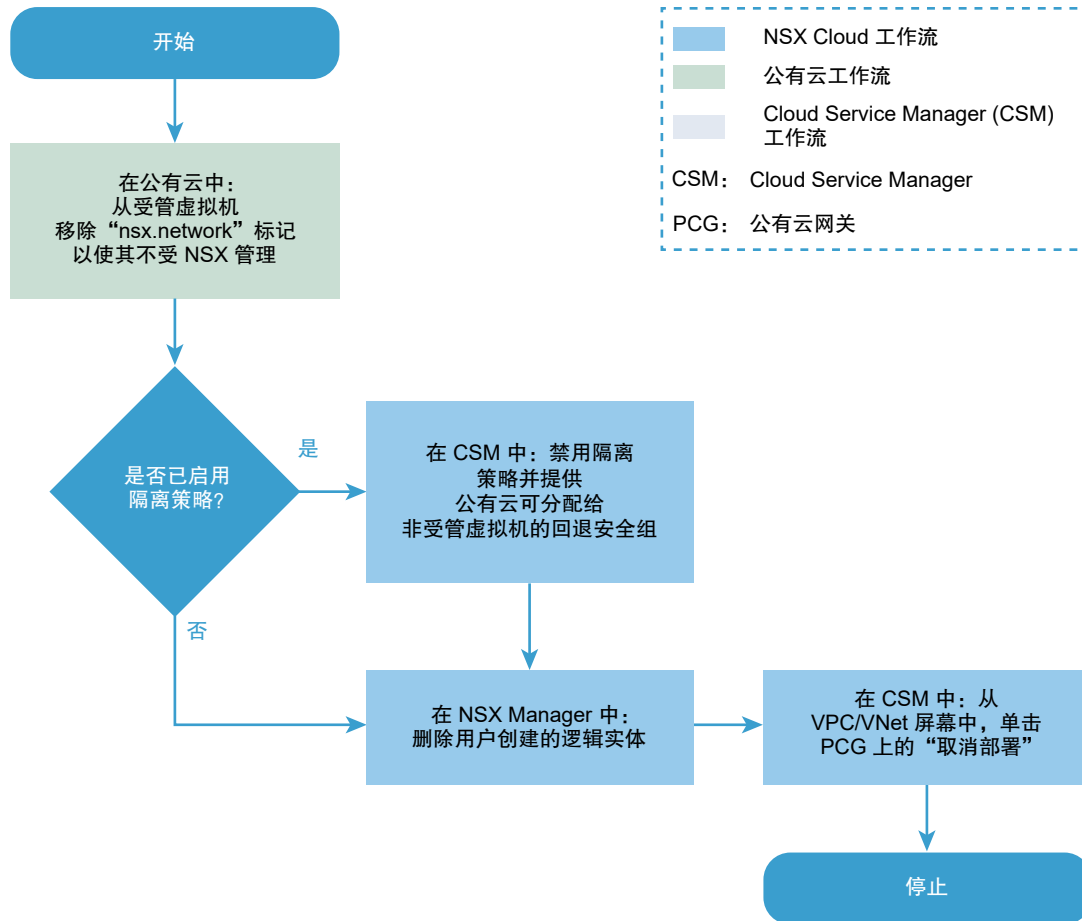 开始
NSX Cloud 工作流
公有云工作流
Cloud Service Manager (CSM)
工作流
CSM： Cloud Service Manager
PCG： 公有云网关
在公有云中：
从受管虚拟机
移除“nsx.network”标记
以使其不受 NSX 管理
是否已启用
隔离策略?
是
在 CSM 中：禁用隔离
策略并提供
公有云可分配给
非受管虚拟机的回退安全组
否
在 NSX Manager 中：
删除用户创建的逻辑实体
在 CSM 中：从
VPC/VNet 屏幕中，单击
PCG 上的“取消部署”
停止